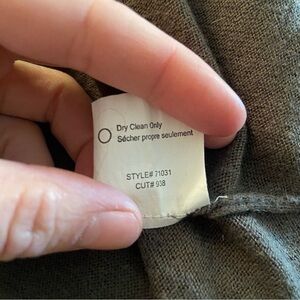 Dry Clean Only
Sécher propre seulement
STYLE# 71031
CUT# 938